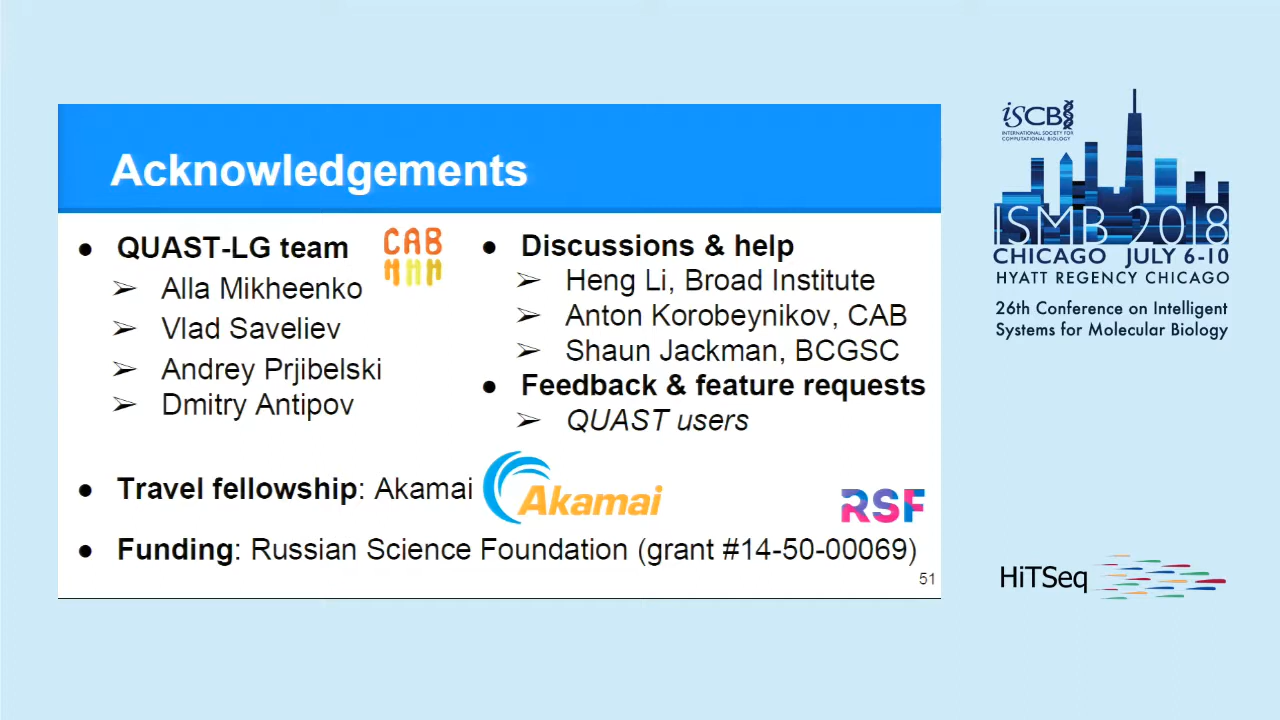 Acknowledgements
● QUAST-LG team
CAB
➢ Alla Mikheenko
➢ Vlad Saveliev
➢ Andrey Prjibelski
➢ Dmitry Antipov
● Discussions & help
➢ Heng Li, Broad Institute
➢ Anton Korobeynikov, CAB
➢ Shaun Jackman, BCGSC
● Feedback & feature requests
➢ QUAST users
● Travel fellowship: Akamai
Akamai
RSF
● Funding: Russian Science Foundation (grant #14-50-00069)
51
iSCB
INTERNATIONAL SOCIETY FOR
COMPUTATIONAL BIOLOGY
ISMB 2018
CHICAGO JULY 6-10
HYATT REGENCY CHICAGO
26th Conference on Intelligent
Systems for Molecular Biology
HiTSeq